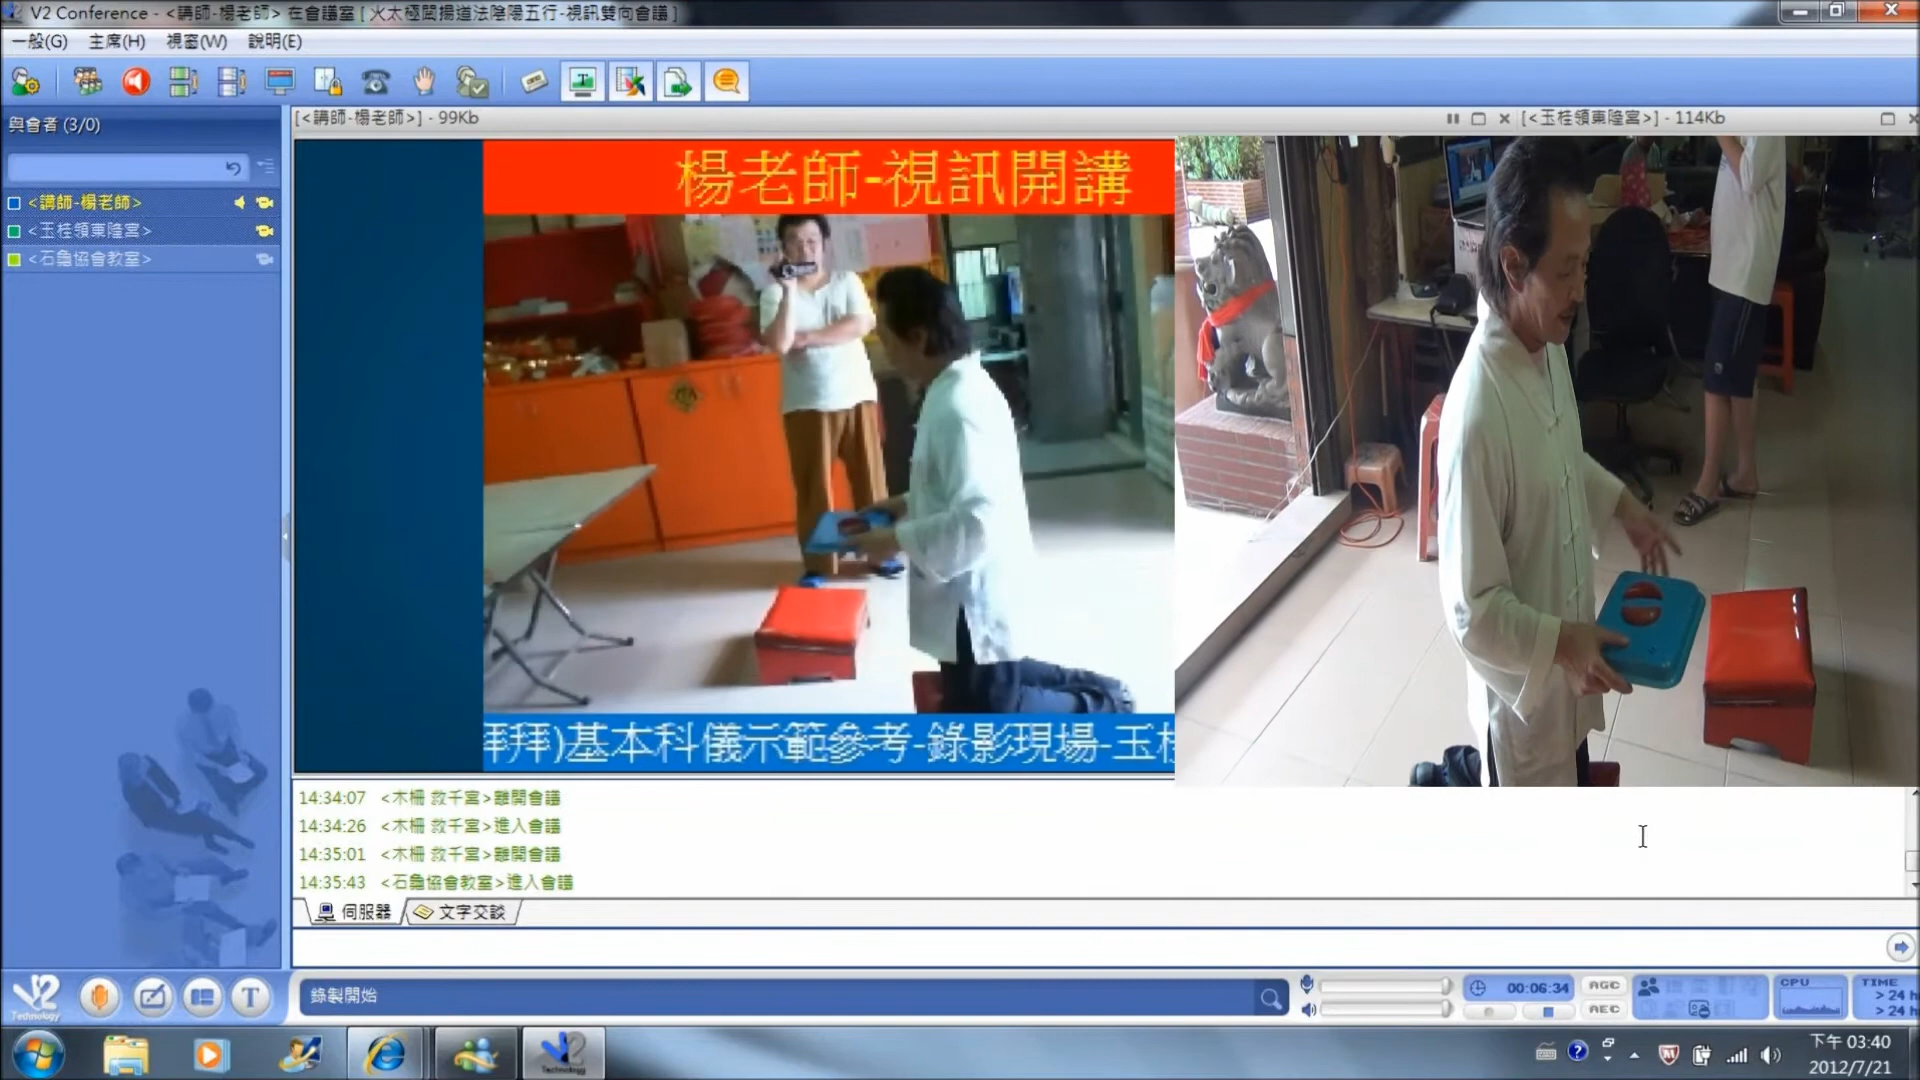 V2 Conference - <講師-楊老師> 在會議室 [ 火太極闆揚道法陰陽五行-視訊雙向會議 ]
一般(G) 主席(H) 視窗(W) 說明(E)
與會者 (3/0)
<講師-楊老師>
<玉桂領東隆宮>
<石龜協會教室>
[<講師-楊老師>] - 99Kb
[<玉桂領東隆宮>] - 114Kb
楊老師-視訊開講
拜)基本科儀示範參考-錄影現場-玉
14:34:07 <木柵 救千宮>離開會議
14:34:26 <木柵 救千宮>進入會議
14:35:01 <木柵 救千宮>離開會議
14:35:43 <石龜協會教室>進入會議
伺服器 文字交談
V2
Technology
T
錄製開始
00:06:34
AGC
AEC
CPU
TIME
> 24 h
> 24 h
下午 03:40
2012/7/21